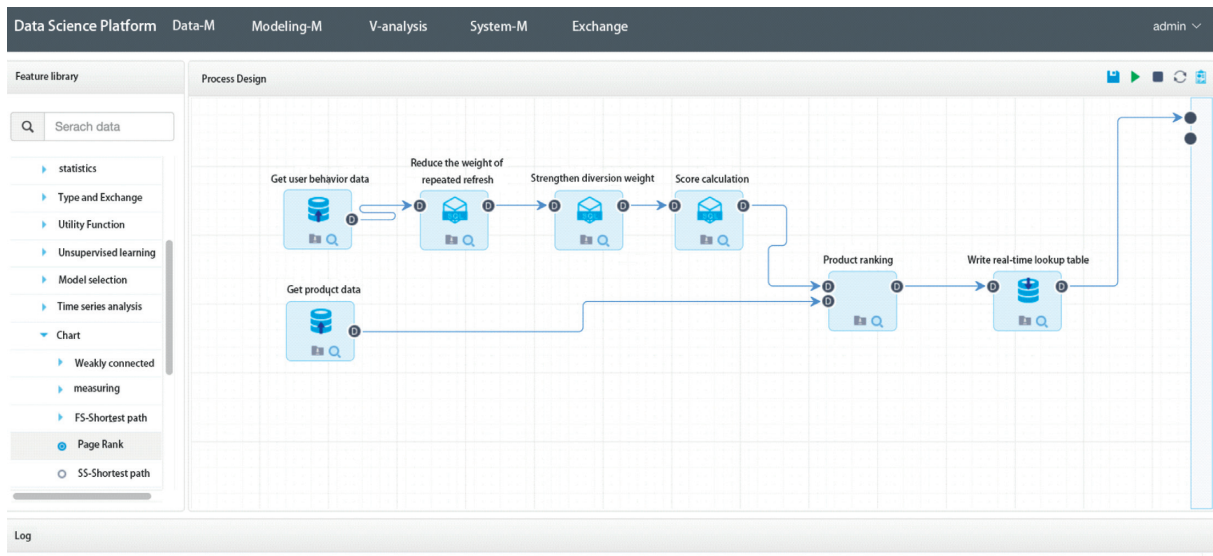 Data Science Platform Data-M Modeling-M V-analysis System-M Exchange admin
Feature library
Process Design
Serach data
statistics
Type and Exchange
Utility Function
Unsupervised learning
Model selection
Time series analysis
Chart
Weakly connected
measuring
FS-Shortest path
Page Rank
SS-Shortest path
Get user behavior data
D
Reduce the weight of
repeated refresh
D D
SQL
Strengthen diversion weight
D D
SQL
Score calculation
D D
SQL
Get product data
D
Product ranking
D D
D
Write real-time lookup table
D D
Log